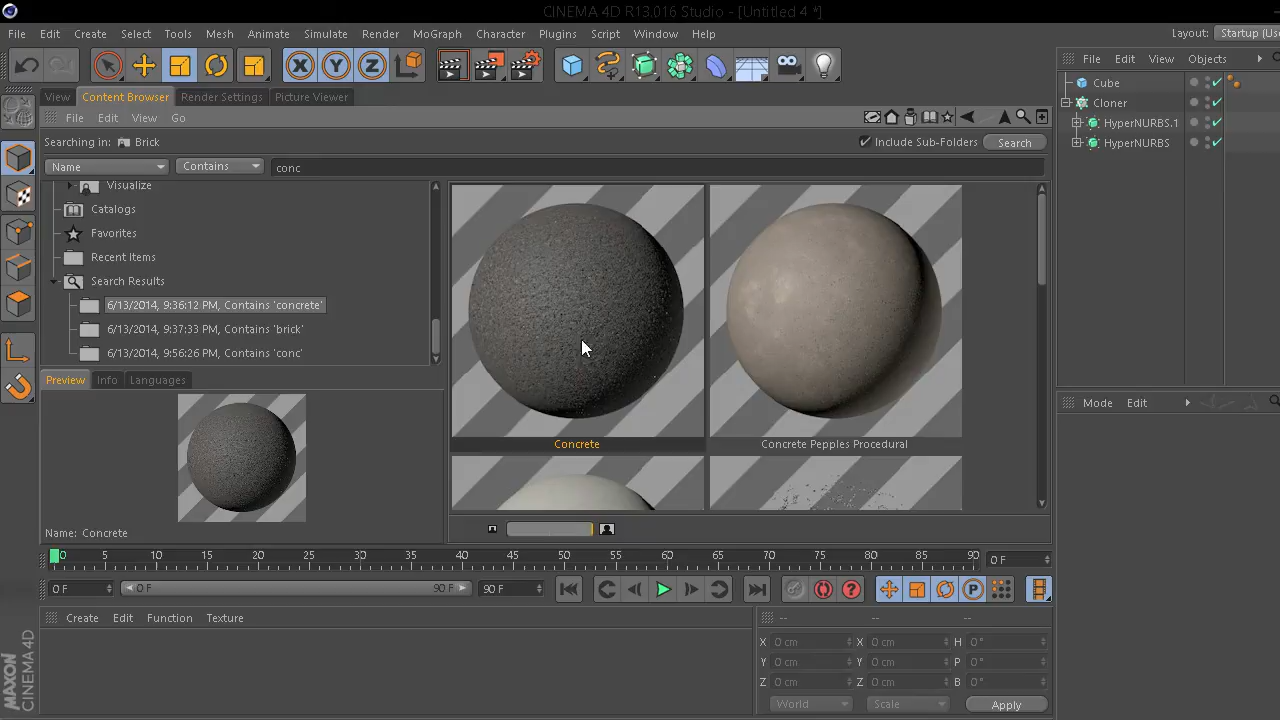 CINEMA 4D R13.016 Studio - [Untitled 4 *]
File Edit Create Select Tools Mesh Animate Simulate Render MoGraph Character Plugins Script Window Help Layout: Startup (Use
X Y Z
File Edit View Objects
View Content Browser Render Settings Picture Viewer
File Edit View Go
Searching in: Brick Include Sub-Folders Search
Name Contains conc
Visualize
Catalogs
Favorites
Recent Items
Search Results
6/13/2014, 9:36:12 PM, Contains 'concrete'
6/13/2014, 9:37:33 PM, Contains 'brick'
6/13/2014, 9:56:26 PM, Contains 'conc'
Preview Info Languages
Name: Concrete
Concrete Concrete Pepples Procedural
Cube
Cloner
HyperNURBS.1
HyperNURBS
Mode Edit
0 5 10 15 20 25 30 35 40 45 50 55 60 65 70 75 80 85 90 0 F
0 F 0 F 90 F 90 F
P
Create Edit Function Texture
-- -- --
X 0 cm X 0 cm H 0 °
Y 0 cm Y 0 cm P 0 °
Z 0 cm Z 0 cm B 0 °
World Scale Apply
MAXON
CINEMA 4D